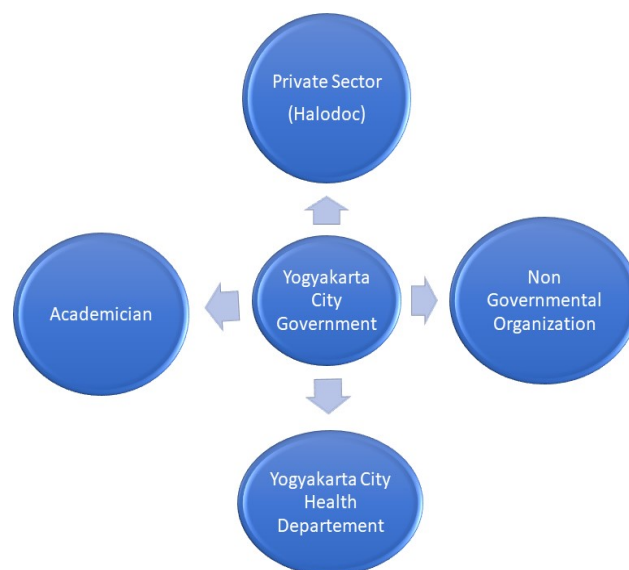 Private Sector
(Halodoc)
Academician
Yogyakarta
City
Government
Non
Governmental
Organization
Yogyakarta City
Health
Departement